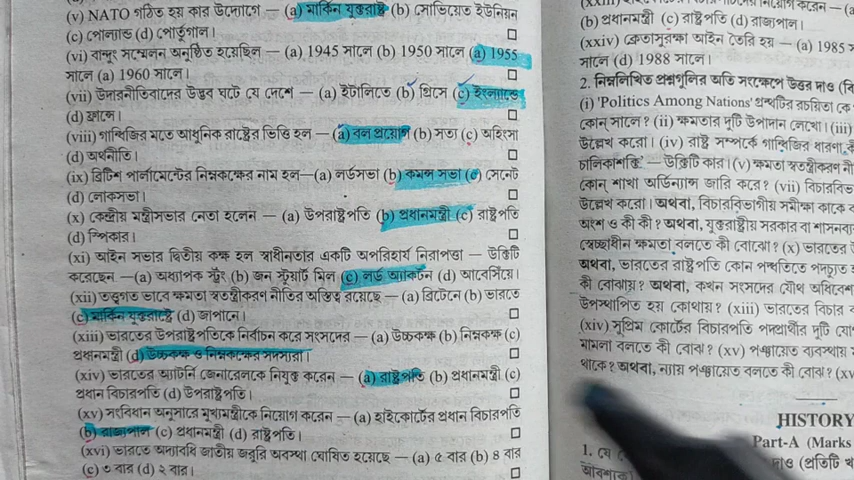 (v) NATO গঠিত হয় কার উদ্যোগে — (a) মার্কিন যুক্তরাষ্ট্র (b) সোভিয়েত ইউনিয়ন
(c) পোল্যান্ড (d) পোর্তুগাল।
(vi) বান্দুং সম্মেলন অনুষ্ঠিত হয়েছিল — (a) 1945 সালে (b) 1950 সালে (a) 1955
সালে (a) 1960 সালে।
(vii) উদারনীতিবাদের উদ্ভব ঘটে যে দেশে — (a) ইটালিতে (b) গ্রিসে (c) ইংল্যান্ডে
(d) ফ্রান্সে।
(viii) গান্ধিজির মতে আধুনিক রাষ্ট্রের ভিত্তি হল — (a) বল প্রয়োগ (b) সত্য (c) অহিংসা
(d) অর্থনীতি।
(ix) ব্রিটিশ পার্লামেন্টের নিম্নকক্ষের নাম হল— (a) লর্ডসভা (b) কমন্স সভা (c) সেনেট
(d) লোকসভা।
(x) কেন্দ্রীয় মন্ত্রীসভার নেতা হলেন — (a) উপরাষ্ট্রপতি (b) প্রধানমন্ত্রী (c) রাষ্ট্রপতি
(d) স্পিকার।
(xi) আইন সভার দ্বিতীয় কক্ষ হল স্বাধীনতার একটি অপরিহার্য নিরাপত্তা — উক্তিটি
করেছেন —(a) অধ্যাপক স্ট্রং (b) জন স্টুয়ার্ট মিল (c) লর্ড অ্যাকটন (d) আবেসিঁয়ে।
(xii) তত্ত্বগত ভাবে ক্ষমতা স্বতন্ত্রীকরণ নীতির অস্তিত্ব রয়েছে — (a) ব্রিটেনে (b) ভারতে
(c) মার্কিন যুক্তরাষ্ট্রে (d) জাপানে।
(xiii) ভারতের উপরাষ্ট্রপতিকে নির্বাচন করে সংসদের — (a) উচ্চকক্ষ (b) নিম্নকক্ষ (c)
প্রধানমন্ত্রী (d) উচ্চকক্ষ ও নিম্নকক্ষের সদস্যরা।
(xiv) ভারতের অ্যাটর্নি জেনারেলকে নিযুক্ত করেন — (a) রাষ্ট্রপতি (b) প্রধানমন্ত্রী (c)
প্রধান বিচারপতি (d) উপরাষ্ট্রপতি।
(xv) সংবিধান অনুসারে মুখ্যমন্ত্রীকে নিয়োগ করেন — (a) হাইকোর্টের প্রধান বিচারপতি
(b) রাজ্যপাল (c) প্রধানমন্ত্রী (d) রাষ্ট্রপতি।
(xvi) ভারতে অদ্যাবধি জাতীয় জরুরি অবস্থা ঘোষিত হয়েছে — (a) ৫ বার (b) 4 বার
(c) ৩ বার (d) ২ বার।
(b) প্রধানমন্ত্রী (c) রাষ্ট্রপতি (d) রাজ্যপাল।
(xxiv) ক্রেতাসুরক্ষা আইন তৈরি হয় — (a) 1985
সালে (d) 1988 সালে।
2. নিম্নলিখিত প্রশ্নগুলির অতি সংক্ষেপে উত্তর দাও
(i) 'Politics Among Nations' গ্রন্থটির রচয়িতা কে
কোন্ সালে? (ii) ক্ষমতার দুটি উপাদান লেখো। (iii)
উল্লেখ করো। (iv) রাষ্ট্র সম্পর্কে গান্ধিজির ধারণা
চালিকাশক্তি' — উক্তিটি কার। (v) ক্ষমতা স্বতন্ত্রীকরণ
কোন্ শাখা অর্ডিন্যান্স জারি করে? (vii)
উল্লেখ করো। অথবা, বিচারবিভাগীয় সমীক্ষা কাকে
অংশ ও কী কী? অথবা, যুক্তরাষ্ট্রীয় সরকার বা
স্বেচ্ছাধীন ক্ষমতা বলতে কী বোঝো? (x) ভারতের
অথবা, ভারতের রাষ্ট্রপতি কোন পদ্ধতিতে পদচ্যুত
কী বোঝায়? অথবা, কখন সংসদের যৌথ
উপস্থাপিত হয় কোথায়? (xiii) ভারতের বিচার
(xiv) সুপ্রিম কোর্টের বিচারপতি পদপ্রার্থীর দুটি
মামলা বলতে কী বোঝ? (xv) পঞ্চায়েত ব্যবস্থায়
থাকে? অথবা, ন্যায় পঞ্চায়েত বলতে কী বোঝ?
HISTORY
Part-A (Marks
1. যে